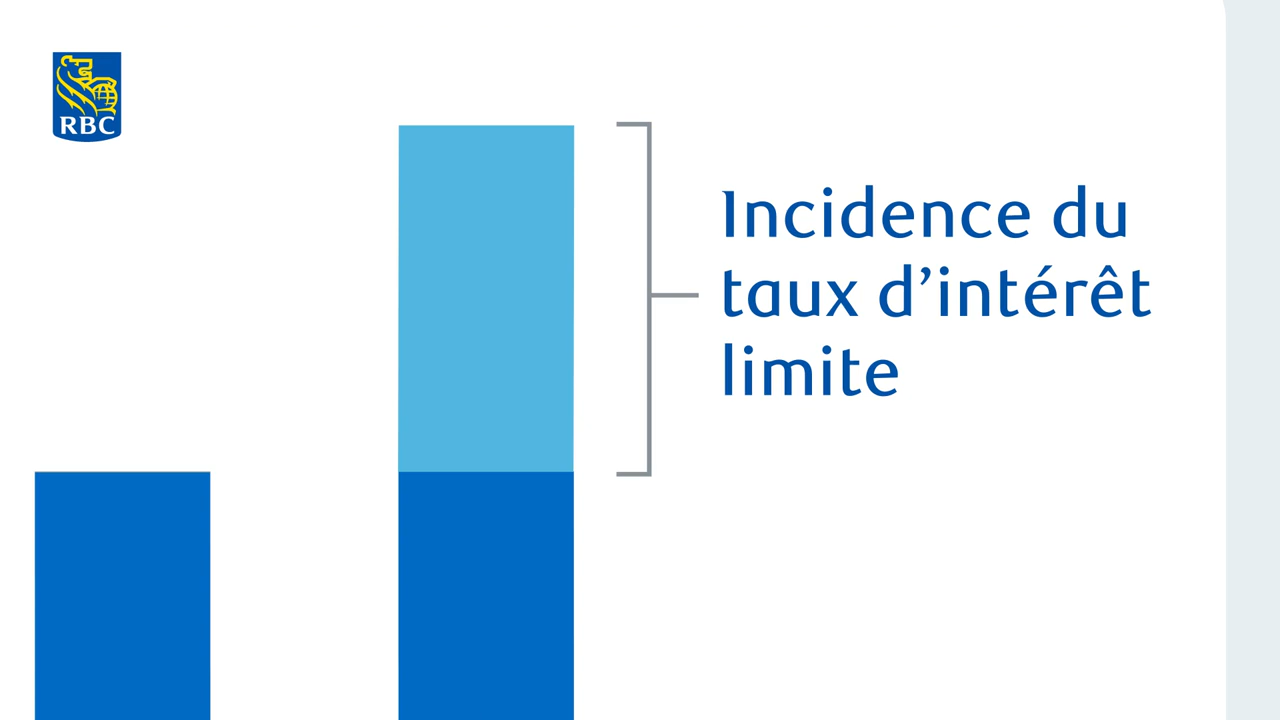 RBC
Incidence du
taux d’intérêt
limite